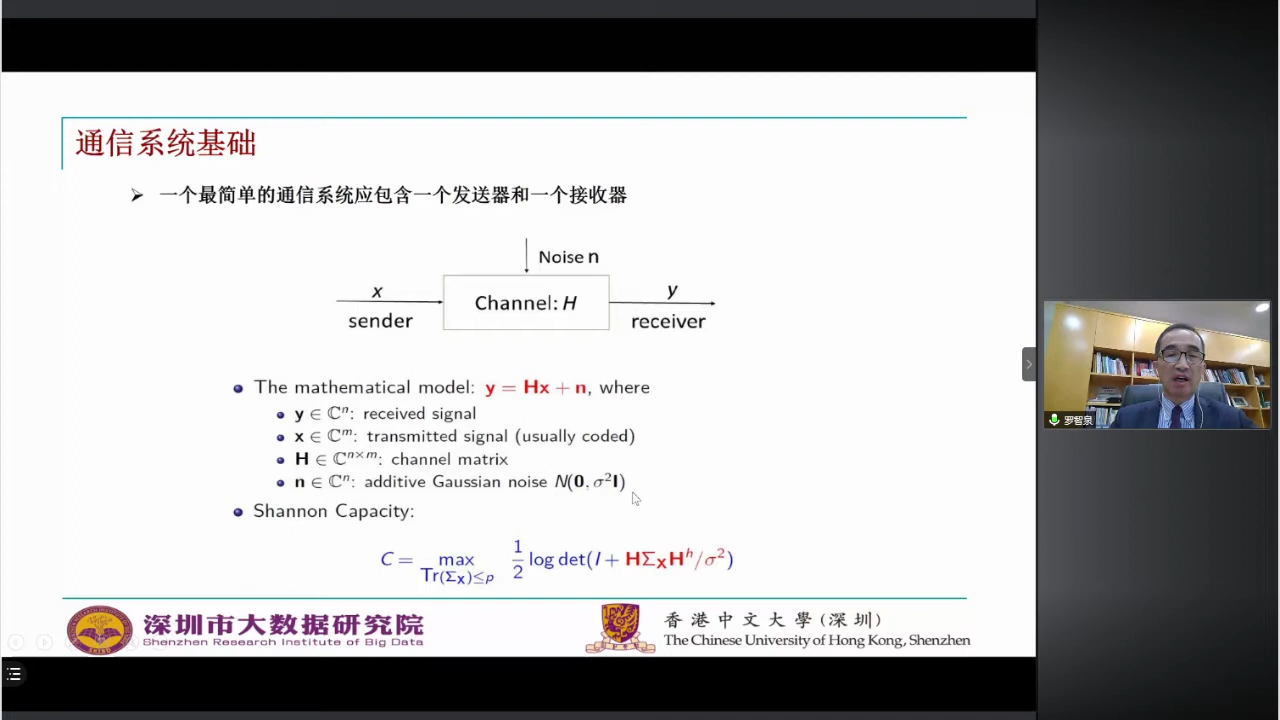 通信系统基础
➢ 一个最简单的通信系统应包含一个发送器和一个接收器
Noise n
x
Channel: H
y
sender
receiver
• The mathematical model: y = Hx + n, where
• y ∈ ℂⁿ: received signal
• x ∈ ℂᵐ: transmitted signal (usually coded)
• H ∈ ℂⁿˣᵐ: channel matrix
• n ∈ ℂⁿ: additive Gaussian noise N(0, σ²I)
• Shannon Capacity:
C = max Tr(Σx)≤p 1/2 log det(I + HΣxHʰ/σ²)
深圳市大数据研究院
Shenzhen Research Institute of Big Data
香港中文大學(深圳)
The Chinese University of Hong Kong, Shenzhen
罗智泉